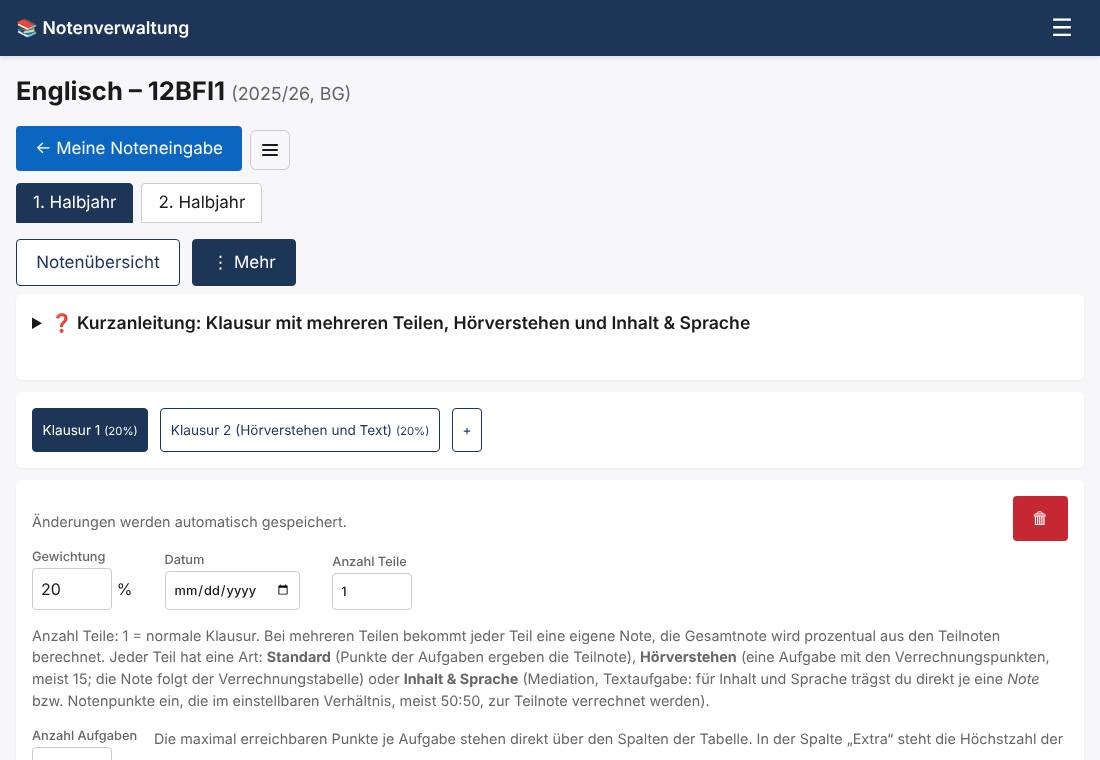 📚 Notenverwaltung ☰
Englisch – 12BFI1 (2025/26, BG)
← Meine Noteneingabe ☰
1. Halbjahr 2. Halbjahr
Notenübersicht ⋮ Mehr
▶ ❓ Kurzanleitung: Klausur mit mehreren Teilen, Hörverstehen und Inhalt & Sprache
Klausur 1 (20%) Klausur 2 (Hörverstehen und Text) (20%) +
Änderungen werden automatisch gespeichert. 🗑
Gewichtung Datum Anzahl Teile
20 % mm/dd/yyyy 1
Anzahl Teile: 1 = normale Klausur. Bei mehreren Teilen bekommt jeder Teil eine eigene Note, die Gesamtnote wird prozentual aus den Teilnoten
berechnet. Jeder Teil hat eine Art: Standard (Punkte der Aufgaben ergeben die Teilnote), Hörverstehen (eine Aufgabe mit den Verrechnungspunkten,
meist 15; die Note folgt der Verrechnungstabelle) oder Inhalt & Sprache (Mediation, Textaufgabe: für Inhalt und Sprache trägst du direkt je eine Note
bzw. Notenpunkte ein, die im einstellbaren Verhältnis, meist 50:50, zur Teilnote verrechnet werden).
Anzahl Aufgaben Die maximal erreichbaren Punkte je Aufgabe stehen direkt über den Spalten der Tabelle. In der Spalte „Extra“ steht die Höchstzahl der